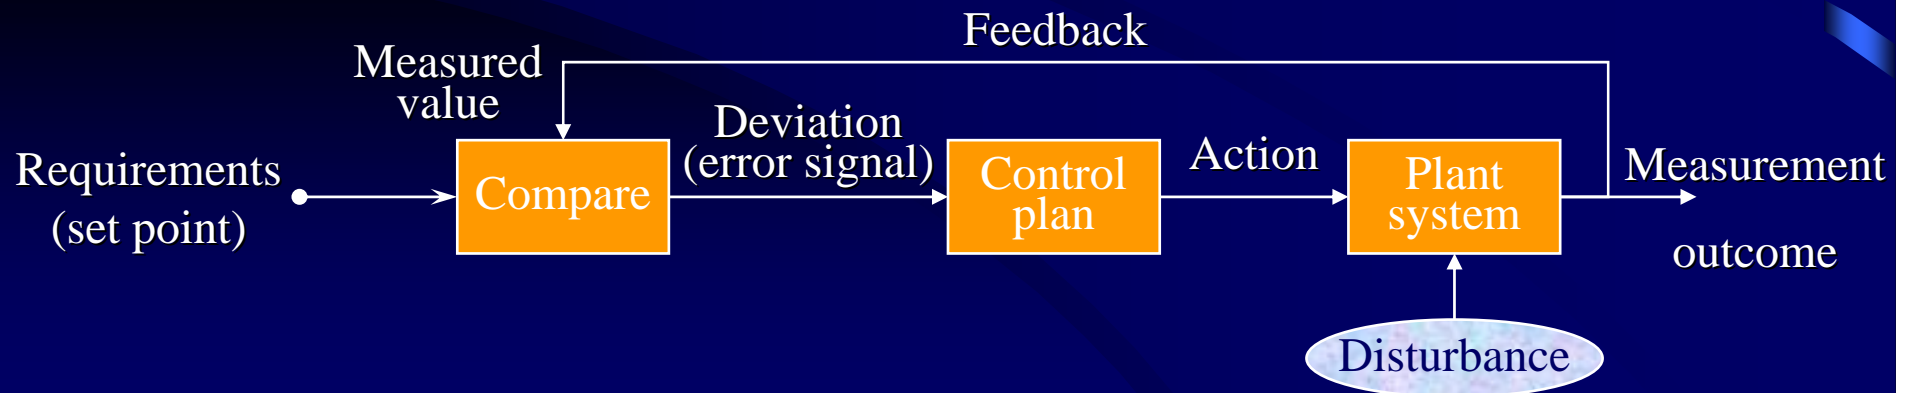 Feedback
Measured
value
Requirements
(set point)
Compare
Deviation
(error signal)
Control
plan
Action
Plant
system
Measurement
outcome
Disturbance